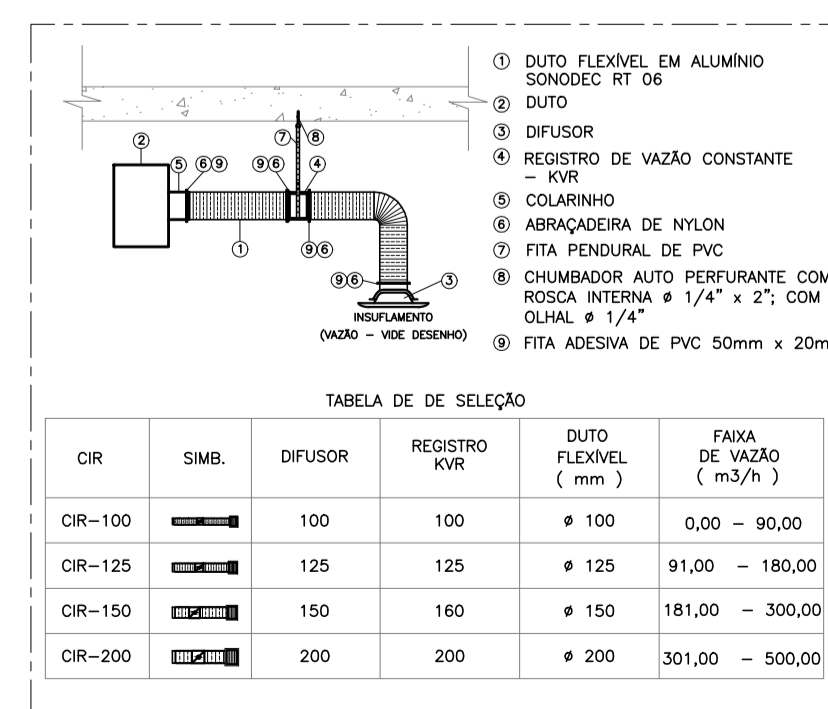 ② ⑤ ⑥⑨ ⑨⑥ ⑦ ⑧ ④
① ⑨⑥
⑨⑥ ③
INSUFLAMENTO
(VAZÃO – VIDE DESENHO)
① DUTO FLEXÍVEL EM ALUMÍNIO
SONODEC RT 06
② DUTO
③ DIFUSOR
④ REGISTRO DE VAZÃO CONSTANTE
– KVR
⑤ COLARINHO
⑥ ABRAÇADEIRA DE NYLON
⑦ FITA PENDURAL DE PVC
⑧ CHUMBADOR AUTO PERFURANTE COM
ROSCA INTERNA ø 1/4" x 2"; COM
OLHAL ø 1/4"
⑨ FITA ADESIVA DE PVC 50mm x 20m
TABELA DE DE SELEÇÃO
CIR SIMB. DIFUSOR REGISTRO KVR DUTO FLEXÍVEL ( mm ) FAIXA DE VAZÃO ( m3/h )
CIR–100 100 100 ø 100 0,00 – 90,00
CIR–125 125 125 ø 125 91,00 – 180,00
CIR–150 150 160 ø 150 181,00 – 300,00
CIR–200 200 200 ø 200 301,00 – 500,00